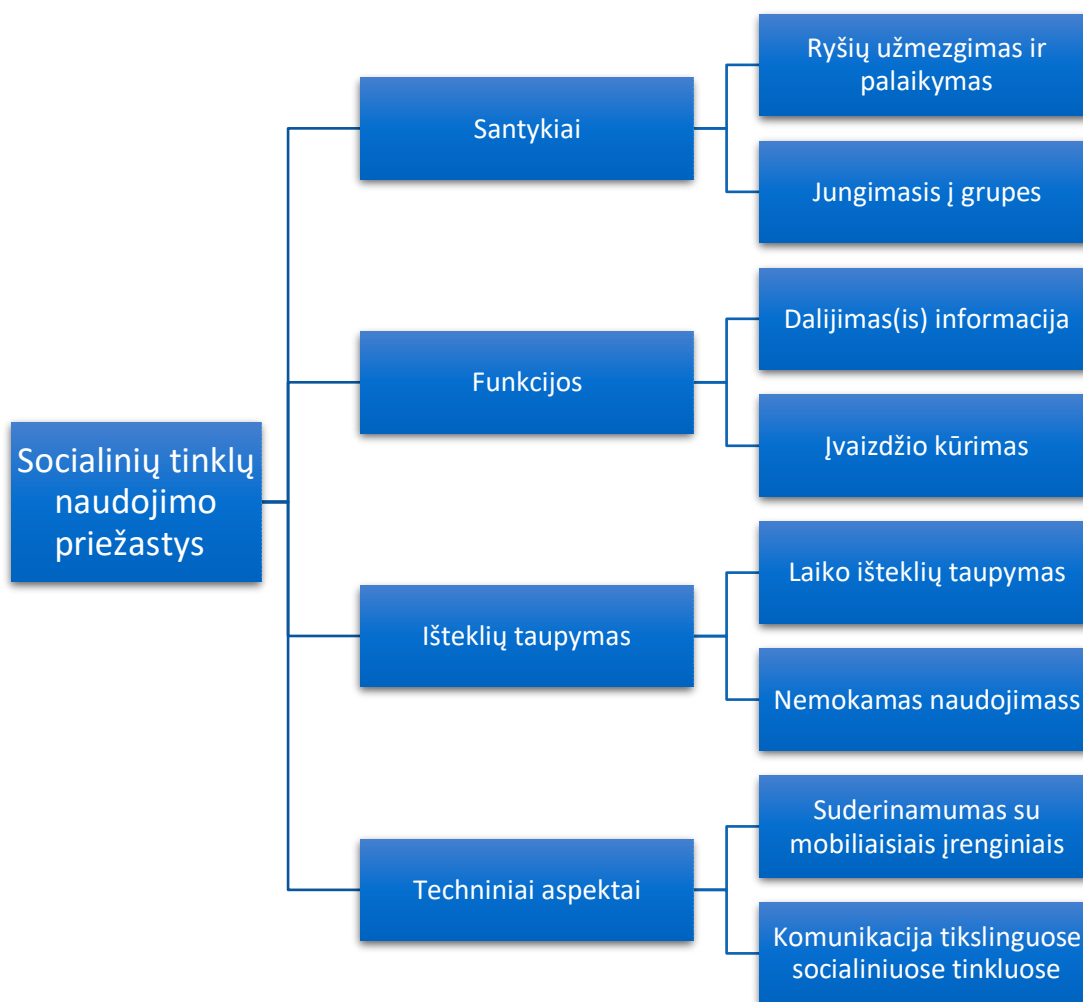 Socialinių tinklų
naudojimo
priežastys
Santykiai
Ryšių užmezgimas ir
palaikymas
Jungimasis į grupes
Funkcijos
Dalijimas(is) informacija
Įvaizdžio kūrimas
Išteklių taupymas
Laiko išteklių taupymas
Nemokamas naudojimass
Techniniai aspektai
Suderinamumas su
mobiliaisiais įrenginiais
Komunikacija tikslinguose
socialiniuose tinkluose